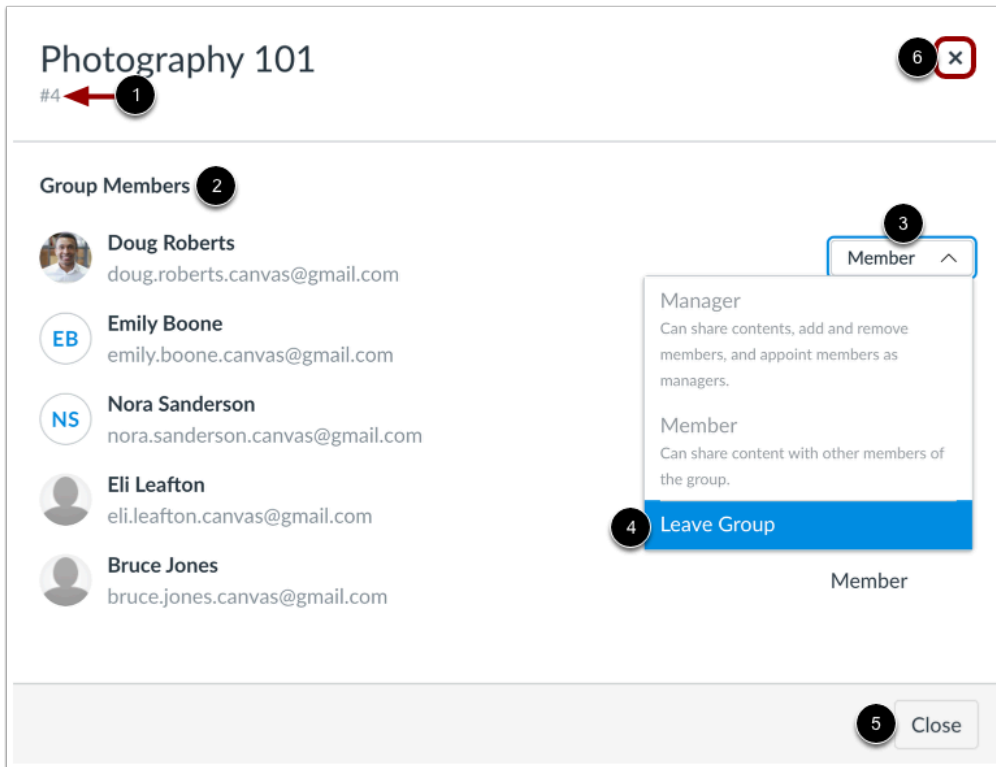 Photography 101
6
#4
1
Group Members 2
3
Doug Roberts
Member
doug.roberts.canvas@gmail.com
Manager
Can share contents, add and remove
members, and appoint members as
managers.
EB
Emily Boone
emily.boone.canvas@gmail.com
NS
Nora Sanderson
nora.sanderson.canvas@gmail.com
Member
Can share content with other members of
the group.
Eli Leafton
eli.leafton.canvas@gmail.com
4 Leave Group
Bruce Jones
bruce.jones.canvas@gmail.com
Member
5 Close